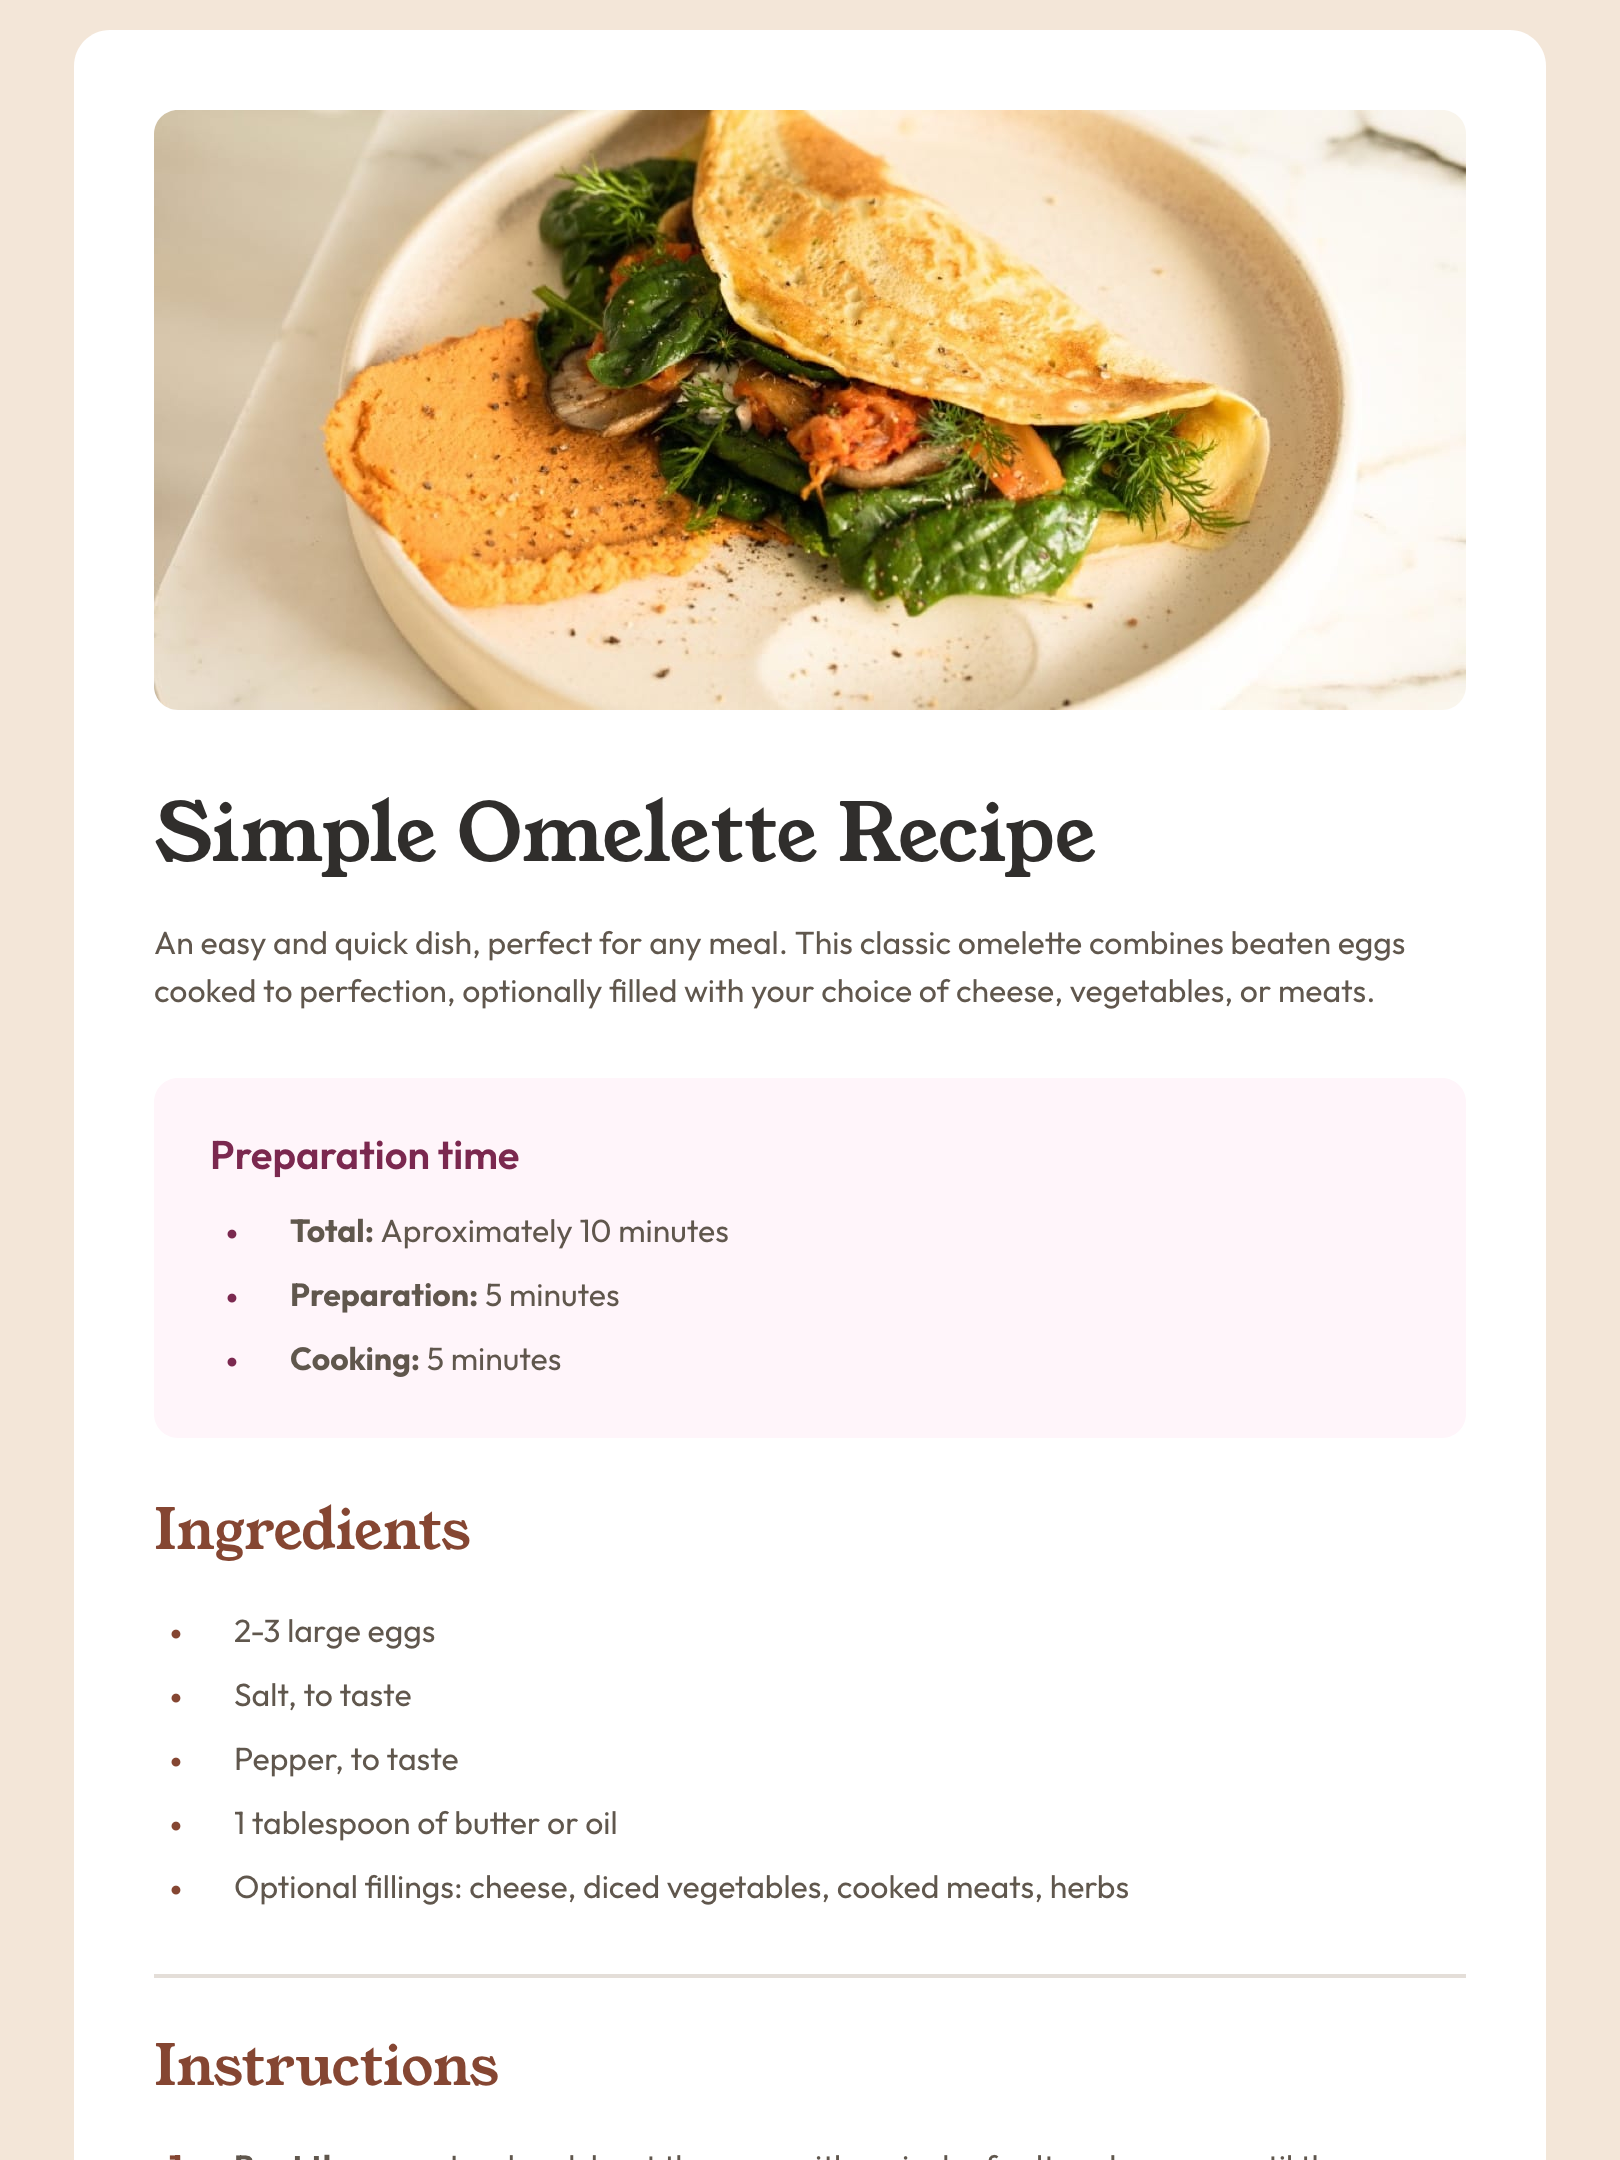 Simple Omelette Recipe
An easy and quick dish, perfect for any meal. This classic omelette combines beaten eggs
cooked to perfection, optionally filled with your choice of cheese, vegetables, or meats.
Preparation time
• Total: Aproximately 10 minutes
• Preparation: 5 minutes
• Cooking: 5 minutes
Ingredients
• 2-3 large eggs
• Salt, to taste
• Pepper, to taste
• 1 tablespoon of butter or oil
• Optional fillings: cheese, diced vegetables, cooked meats, herbs
Instructions